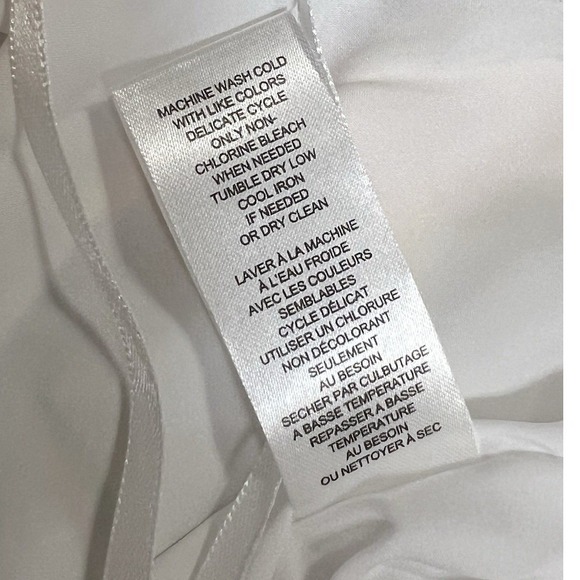 MACHINE WASH COLD
WITH LIKE COLORS
DELICATE CYCLE
ONLY NON-
CHLORINE BLEACH
WHEN NEEDED
TUMBLE DRY LOW
COOL IRON
IF NEEDED
OR DRY CLEAN
LAVER À LA MACHINE
À L'EAU FROIDE
AVEC LES COULEURS
SEMBLABLES
CYCLE DÉLICAT
UTILISER UN CHLORURE
NON DÉCOLORANT
SEULEMENT
AU BESOIN
SECHER PAR CULBUTAGE
A BASSE TEMPÉRATURE
REPASSER A BASSE
TEMPÉRATURE
AU BESOIN
OU NETTOYER À SEC